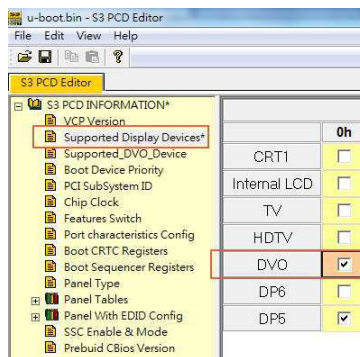 u-boot.bin - S3 PCD Editor
File Edit View Help
S3 PCD Editor
S3 PCD INFORMATION*
VCP Version
Supported Display Devices*
Supported_DVO_Device
Boot Device Priority
PCI SubSystem ID
Chip Clock
Features Switch
Port characteristics Config
Boot CRTC Registers
Boot Sequencer Registers
Panel Type
Panel Tables
Panel With EDID Config
SSC Enable & Mode
Prebuid CBios Version
0h
CRT1
Internal LCD
TV
HDTV
DVO
DP6
DP5